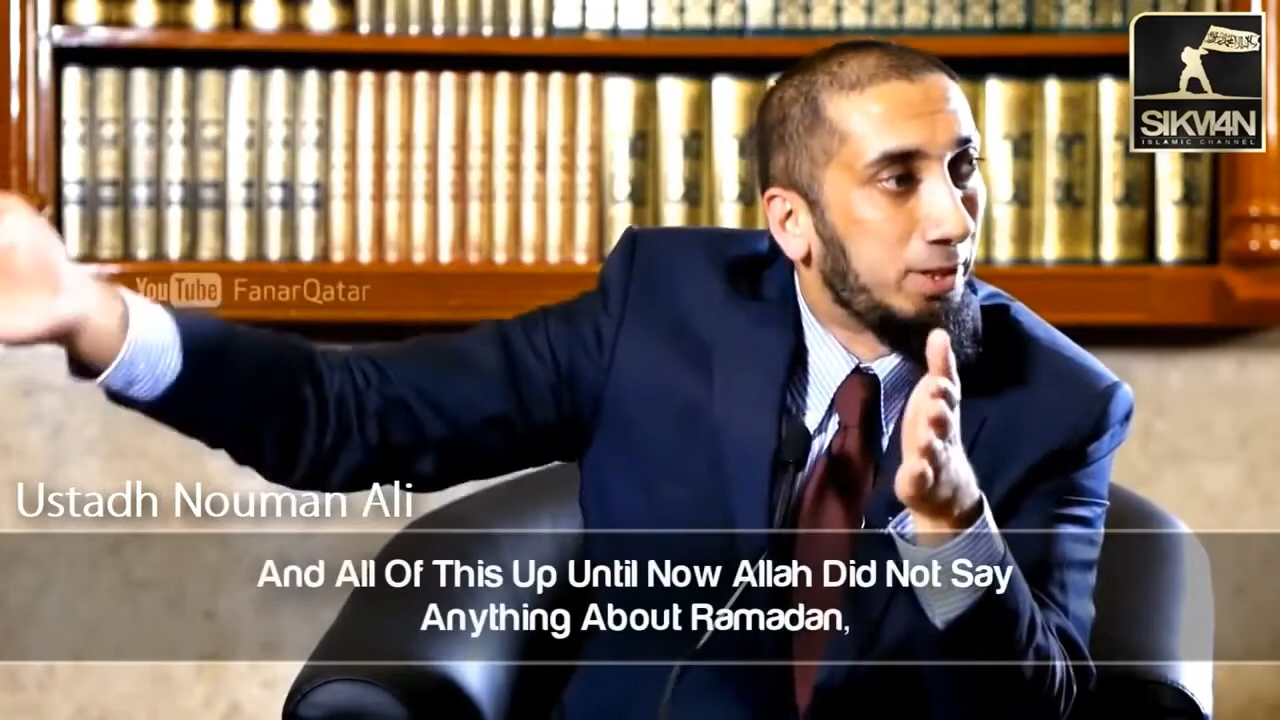 SIKVAN
ISLAMIC CHANNEL
YouTube FanarQatar
Ustadh Nouman Ali
And All Of This Up Until Now Allah Did Not Say
Anything About Ramadan,